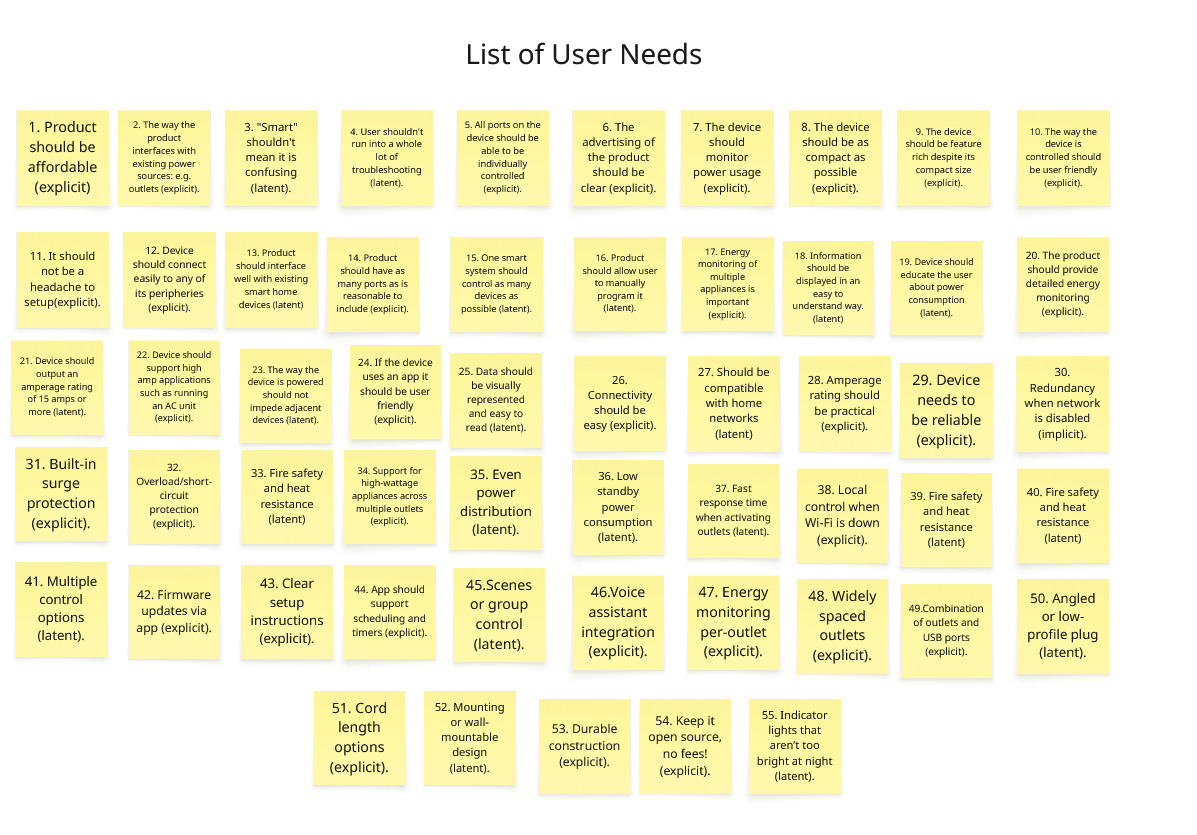 List of User Needs
1. Product
should be
affordable
(explicit)
2. The way the
product
interfaces with
existing power
sources: e.g.
outlets (explicit).
3. "Smart"
shouldn't
mean it is
confusing
(latent).
4. User shouldn't
run into a whole
lot of
troubleshooting
(latent).
5. All ports on the
device should be
able to be
individually
controlled
(explicit).
6. The
advertising of
the product
should be
clear (explicit).
7. The device
should
monitor
power usage
(explicit).
8. The device
should be as
compact as
possible
(explicit).
9. The device
should be feature
rich despite its
compact size
(explicit).
10. The way the
device is
controlled should
be user friendly
(explicit).
11. It should
not be a
headache to
setup(explicit).
12. Device
should connect
easily to any of
its peripheries
(explicit).
13. Product
should interface
well with existing
smart home
devices (latent)
14. Product
should have as
many ports as is
reasonable to
include (explicit).
15. One smart
system should
control as many
devices as
possible (latent).
16. Product
should allow user
to manually
program it
(latent).
17. Energy
monitoring of
multiple
appliances is
important
(explicit).
18. Information
should be
displayed in an
easy to
understand way.
(latent)
19. Device should
educate the user
about power
consumption
(latent).
20. The product
should provide
detailed energy
monitoring
(explicit).
21. Device should
output an
amperage rating
of 15 amps or
more (latent).
22. Device should
support high
amp applications
such as running
an AC unit
(explicit).
23. The way the
device is powered
should not
impede adjacent
devices (latent).
24. If the device
uses an app it
should be user
friendly
(explicit).
25. Data should
be visually
represented
and easy to
read (latent).
26.
Connectivity
should be
easy (explicit).
27. Should be
compatible
with home
networks
(latent)
28. Amperage
rating should
be practical
(explicit).
29. Device
needs to
be reliable
(explicit).
30.
Redundancy
when network
is disabled
(implicit).
31. Built-in
surge
protection
(explicit).
32.
Overload/short-
circuit
protection
(explicit).
33. Fire safety
and heat
resistance
(latent)
34. Support for
high-wattage
appliances across
multiple outlets
(explicit).
35. Even
power
distribution
(latent).
36. Low
standby
power
consumption
(latent).
37. Fast
response time
when activating
outlets (latent).
38. Local
control when
Wi-Fi is down
(explicit).
39. Fire safety
and heat
resistance
(latent)
40. Fire safety
and heat
resistance
(latent)
41. Multiple
control
options
(latent).
42. Firmware
updates via
app (explicit).
43. Clear
setup
instructions
(explicit).
44. App should
support
scheduling and
timers (explicit).
45.Scenes
or group
control
(latent).
46.Voice
assistant
integration
(explicit).
47. Energy
monitoring
per-outlet
(explicit).
48. Widely
spaced
outlets
(explicit).
49.Combination
of outlets and
USB ports
(explicit).
50. Angled
or low-
profile plug
(latent).
51. Cord
length
options
(explicit).
52. Mounting
or wall-
mountable
design
(latent).
53. Durable
construction
(explicit).
54. Keep it
open source,
no fees!
(explicit).
55. Indicator
lights that
aren't too
bright at night
(latent).